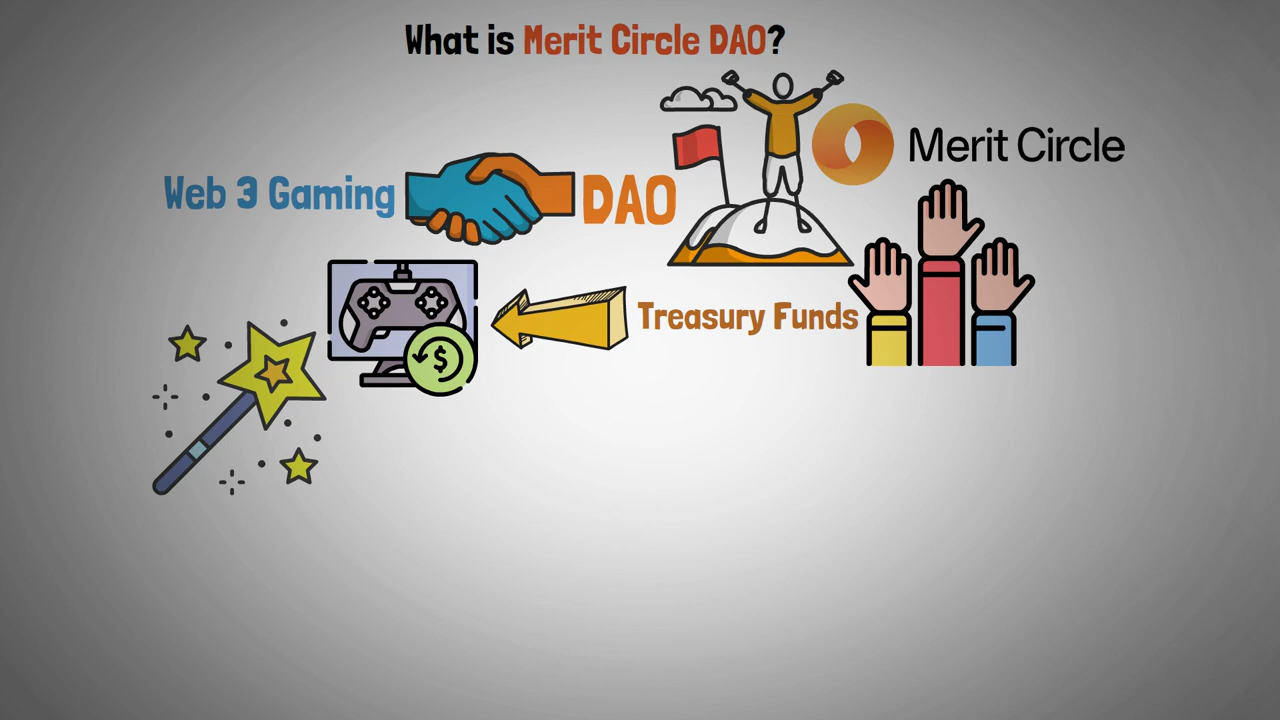 What is Merit Circle DAO?
Merit Circle
Web 3 Gaming
DAO
Treasury Funds
$